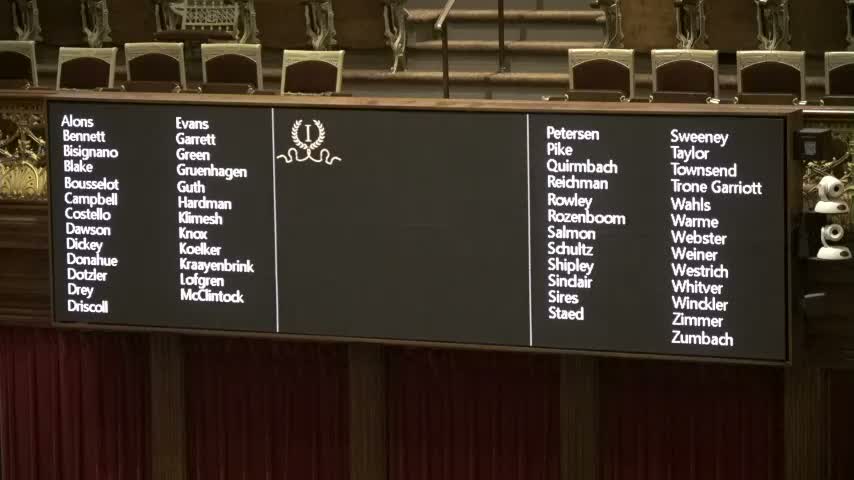 Alons
Bennett
Bisignano
Blake
Bousselot
Campbell
Costello
Dawson
Dickey
Donahue
Dotzler
Drey
Driscoll
Evans
Garrett
Green
Gruenhagen
Guth
Hardman
Klimesh
Knox
Koelker
Kraayenbrink
Lofgren
McClintock
I
Petersen
Pike
Quirmbach
Reichman
Rowley
Rozenboom
Salmon
Schultz
Shipley
Sinclair
Sires
Staed
Sweeney
Taylor
Townsend
Trone Garriott
Wahls
Warme
Webster
Weiner
Westrich
Whitver
Winckler
Zimmer
Zumbach